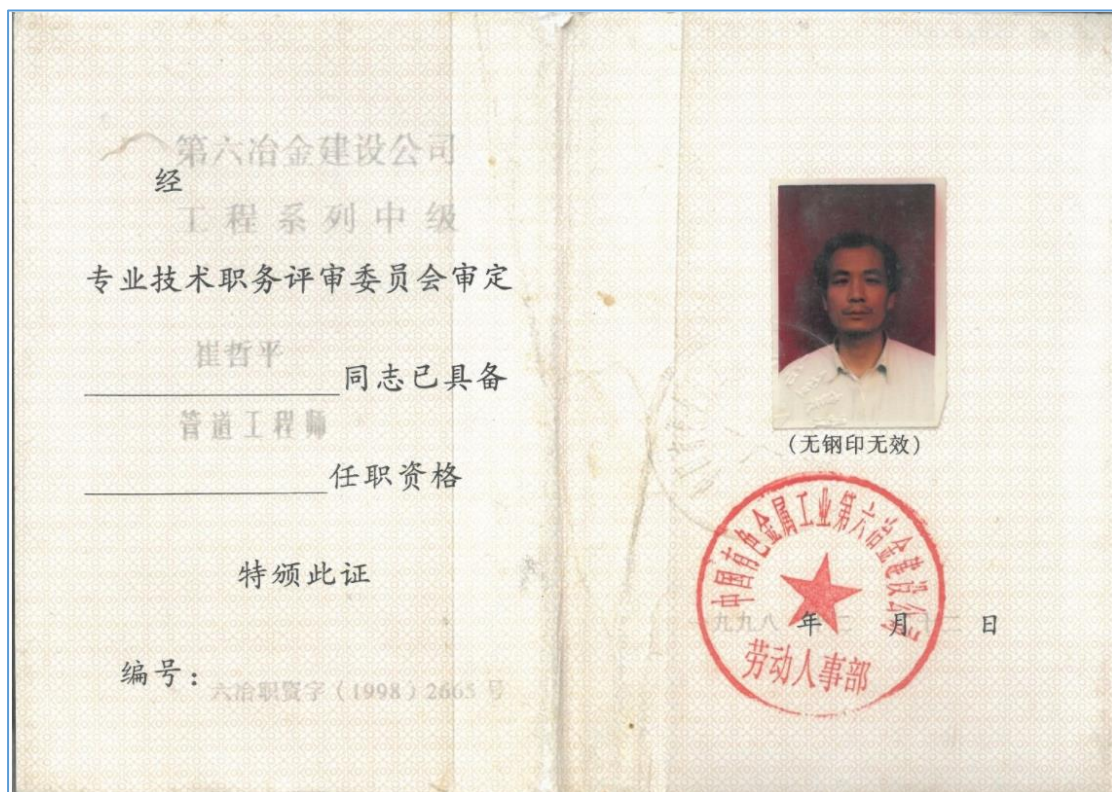 第六冶金建设公司
经
工程系列中级
专业技术职务评审委员会审定
崔哲平
同志已具备
管道工程师
任职资格
特颁此证
编号：六冶职资字（1998）2665号
（无钢印无效）
中国有色金属工业第六冶金建设公司
一九九八 年 月 日
劳动人事部